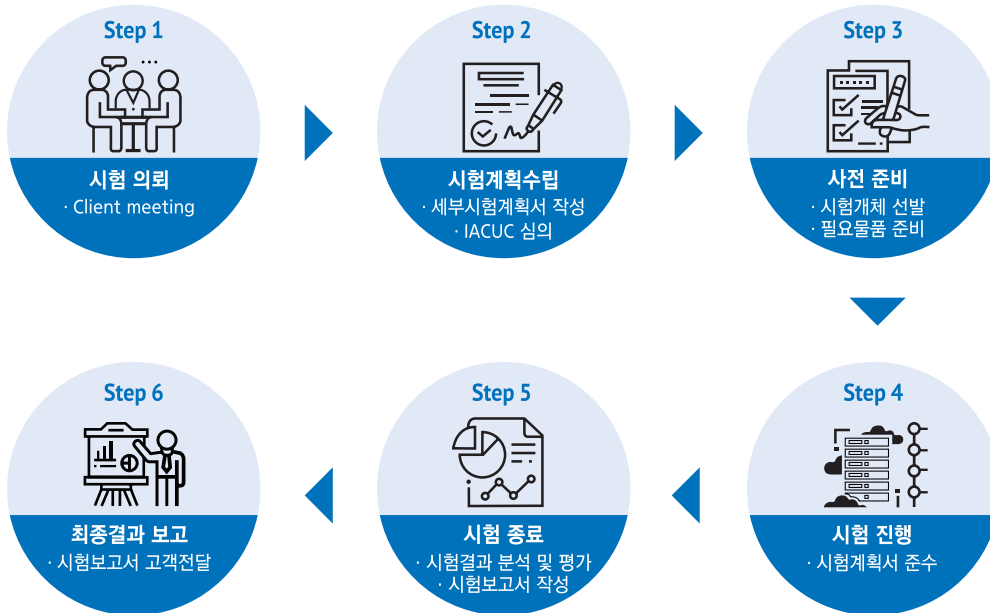 Step 1
시험 의뢰
· Client meeting
Step 2
시험계획수립
· 세부시험계획서 작성
· IACUC 심의
Step 3
사전 준비
· 시험개체 선발
· 필요물품 준비
Step 4
시험 진행
· 시험계획서 준수
Step 5
시험 종료
· 시험결과 분석 및 평가
· 시험보고서 작성
Step 6
최종결과 보고
· 시험보고서 고객전달